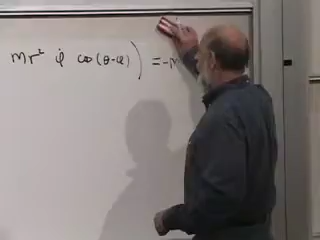 mr² φ̇ cos(θ-φ)) = -m